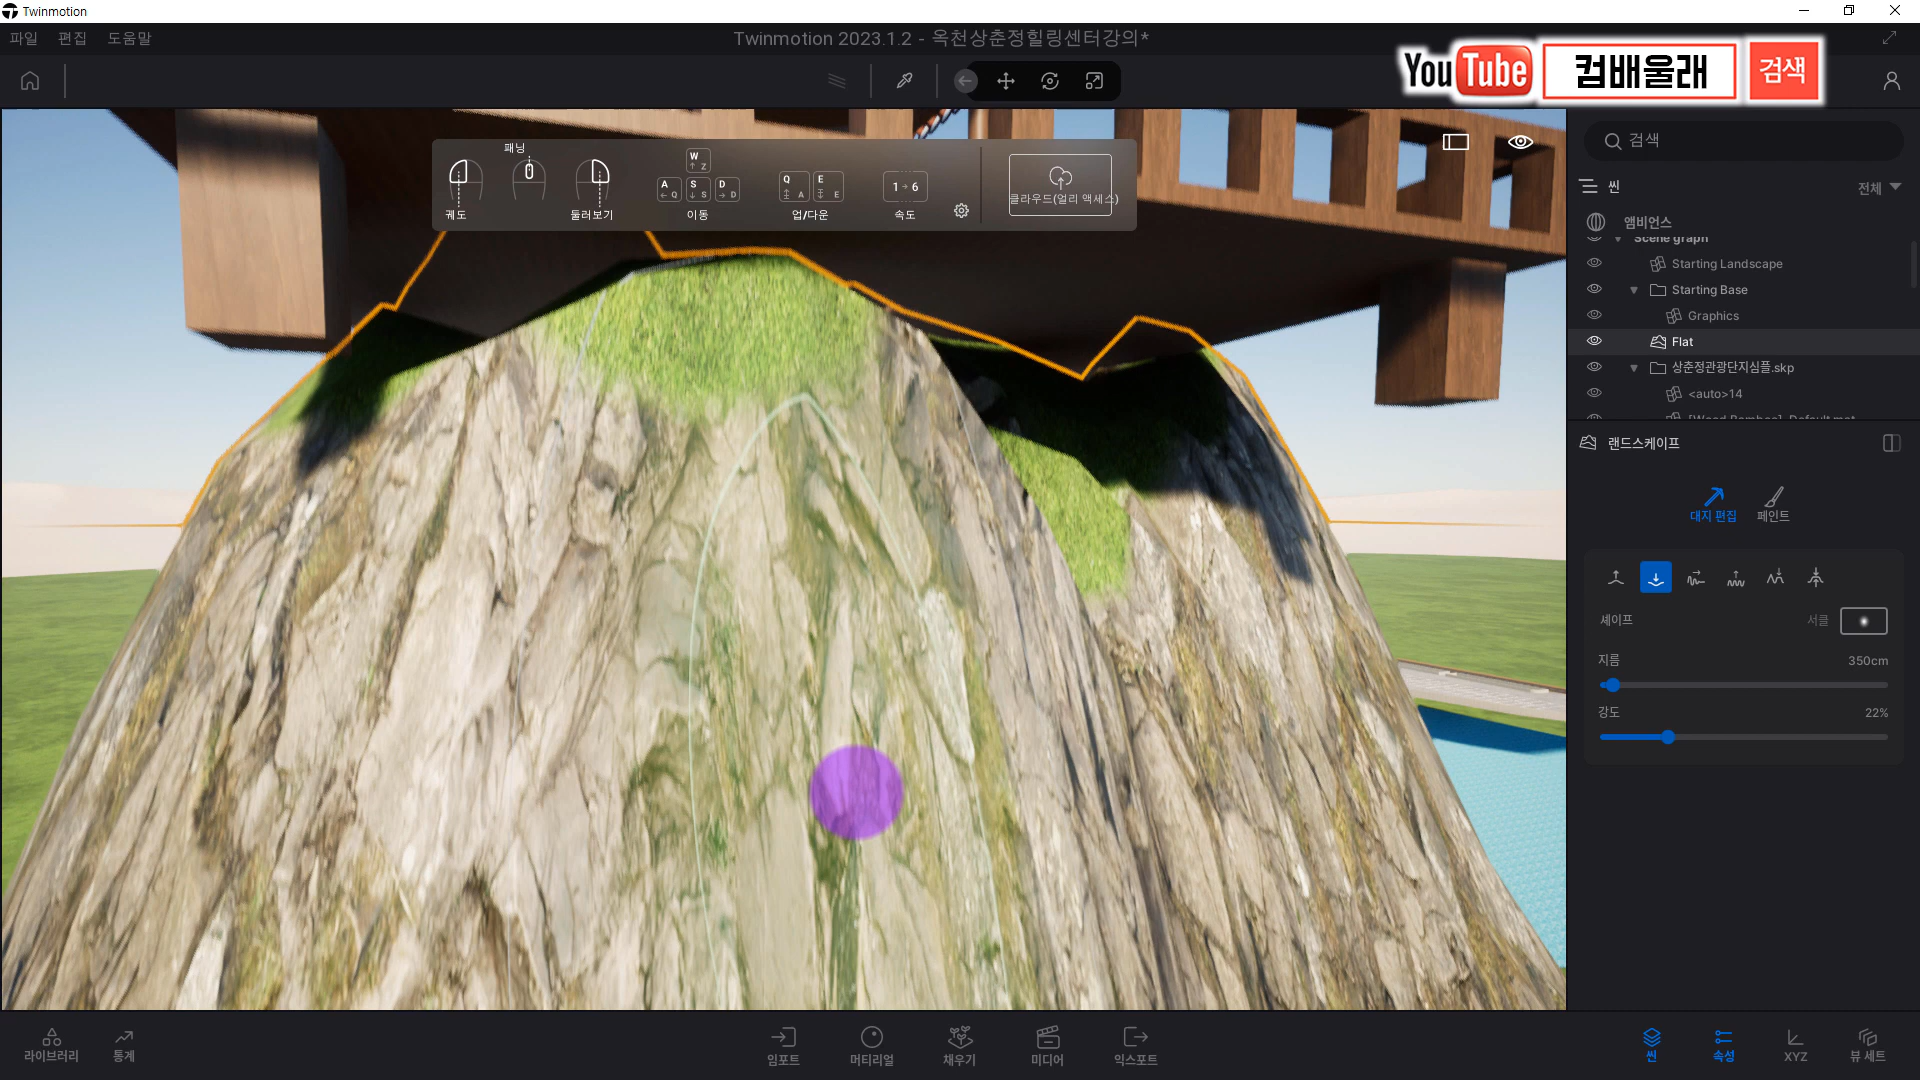 Twinmotion
파일 편집 도움말
Twinmotion 2023.1.2 - 옥천상춘정힐링센터강의*
YouTube 컴배울래 검색
패닝
W
Z
A Q S S D D
Q A E E
1 6
궤도 둘러보기 이동 업/다운 속도
클라우드(얼리 액세스)
검색
씬 전체
앰비언스
Scene graph
Starting Landscape
Starting Base
Graphics
Flat
상춘정관광단지심플.skp
<auto>14
랜드스케이프
대지 편집 페인트
셰이프 서클
지름 350cm
강도 22%
라이브러리 통계 임포트 머티리얼 채우기 미디어 익스포트 씬 속성 XYZ 뷰 세트